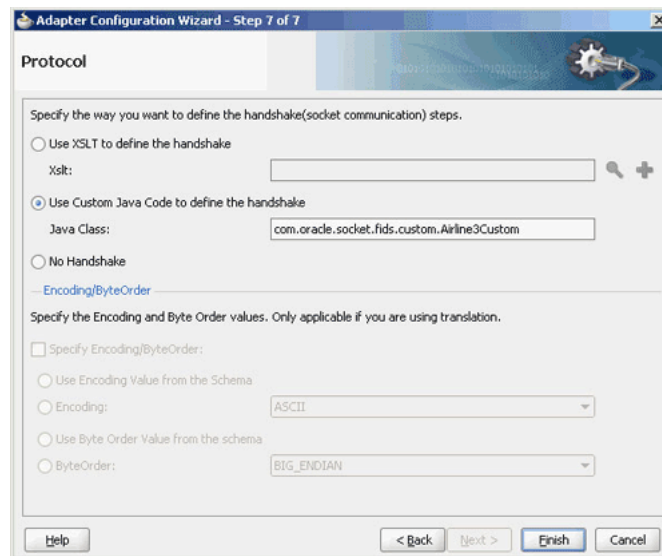 Adapter Configuration Wizard - Step 7 of 7
Protocol
Specify the way you want to define the handshake(socket communication) steps.
Use XSLT to define the handshake
Xslt:
Use Custom Java Code to define the handshake
Java Class: com.oracle.socket.fids.custom.Airline3Custom
No Handshake
Encoding/ByteOrder
Specify the Encoding and Byte Order values. Only applicable if you are using translation.
Specify Encoding/ByteOrder:
Use Encoding Value from the Schema
Encoding: ASCII
Use Byte Order Value from the schema
ByteOrder: BIG_ENDIAN
Help < Back Next > Finish Cancel